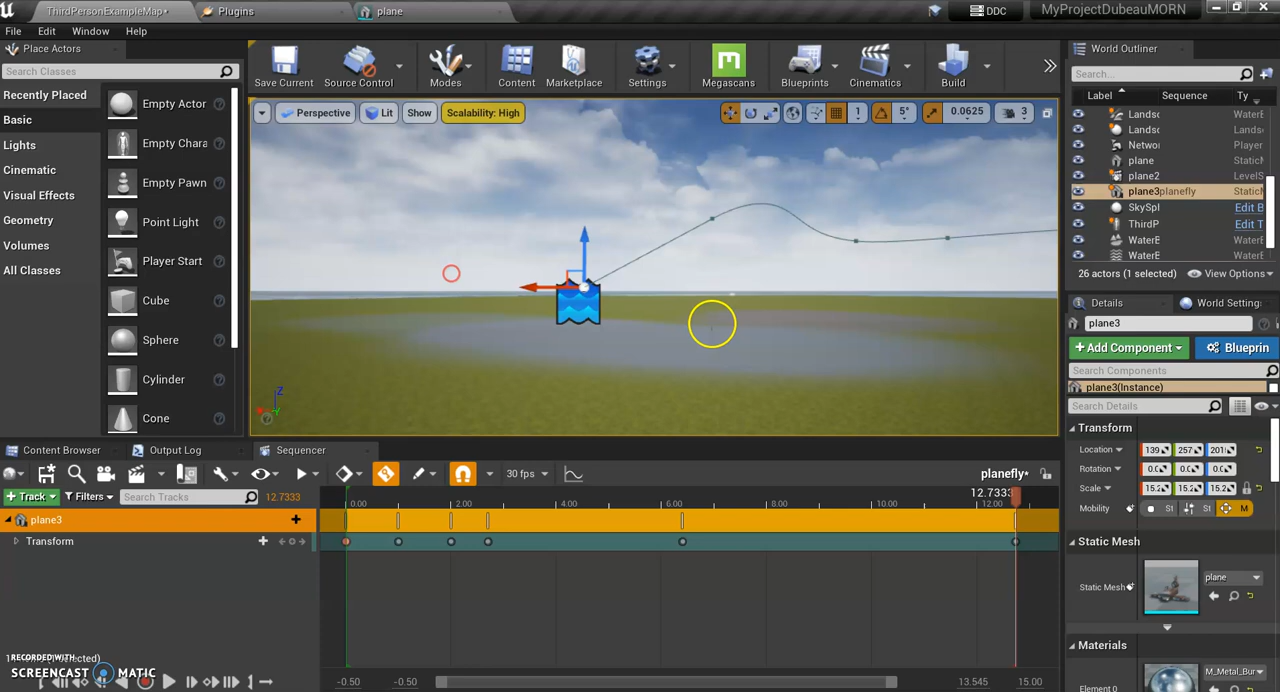 ThirdPersonExampleMap*
Plugins
plane
DDC
MyProjectDubeauMORN
File Edit Window Help
Place Actors
Search Classes
Recently Placed
Basic
Lights
Cinematic
Visual Effects
Geometry
Volumes
All Classes
Empty Actor
Empty Chara
Empty Pawn
Point Light
Player Start
Cube
Sphere
Cylinder
Cone
Save Current
Source Control
Modes
Content
Marketplace
Settings
Megascans
Blueprints
Cinematics
Build
Perspective
Lit
Show
Scalability: High
1
5°
0.0625
3
Z
Y
World Outliner
Search...
Label Sequence Ty
Landsc WaterE
Landsc Landsc
Netwo Player
plane Static
plane2 LevelS
plane3 planefly Static
SkySpl Edit B
ThirdP Edit T
WaterE WaterE
WaterE WaterE
26 actors (1 selected) View Options
Details
World Setting
plane3
+Add Component
Blueprin
Search Components
plane3(Instance)
Search Details
Transform
Location 139 257 201
Rotation 0.0 0.0 0.0
Scale 15.2 15.2 15.2
Mobility St St M
Static Mesh
Static Mesh
plane
Materials
Element 0
M_Metal_Bur
Content Browser
Output Log
Sequencer
30 fps
planefly*
+Track
Filters
Search Tracks
12.7333
0.00 2.00 4.00 6.00 8.00 10.00 12.00
12.7333
plane3
Transform
RECORDED WITH
SCREENCAST MATIC
-0.50 -0.50 13.545 15.00